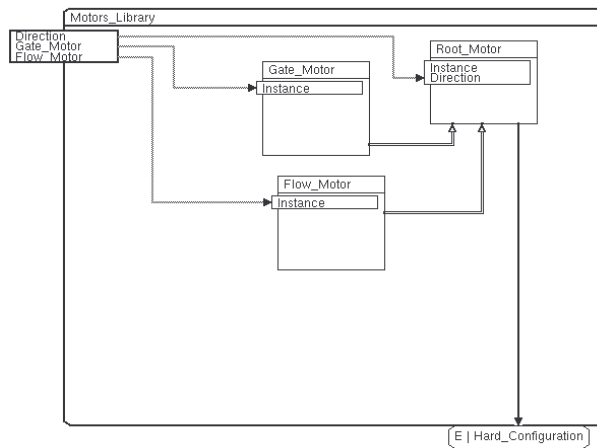 Motors_Library
Direction
Gate_Motor
Flow_Motor
Root_Motor
Instance
Direction
Gate_Motor
Instance
Flow_Motor
Instance
E | Hard_Configuration